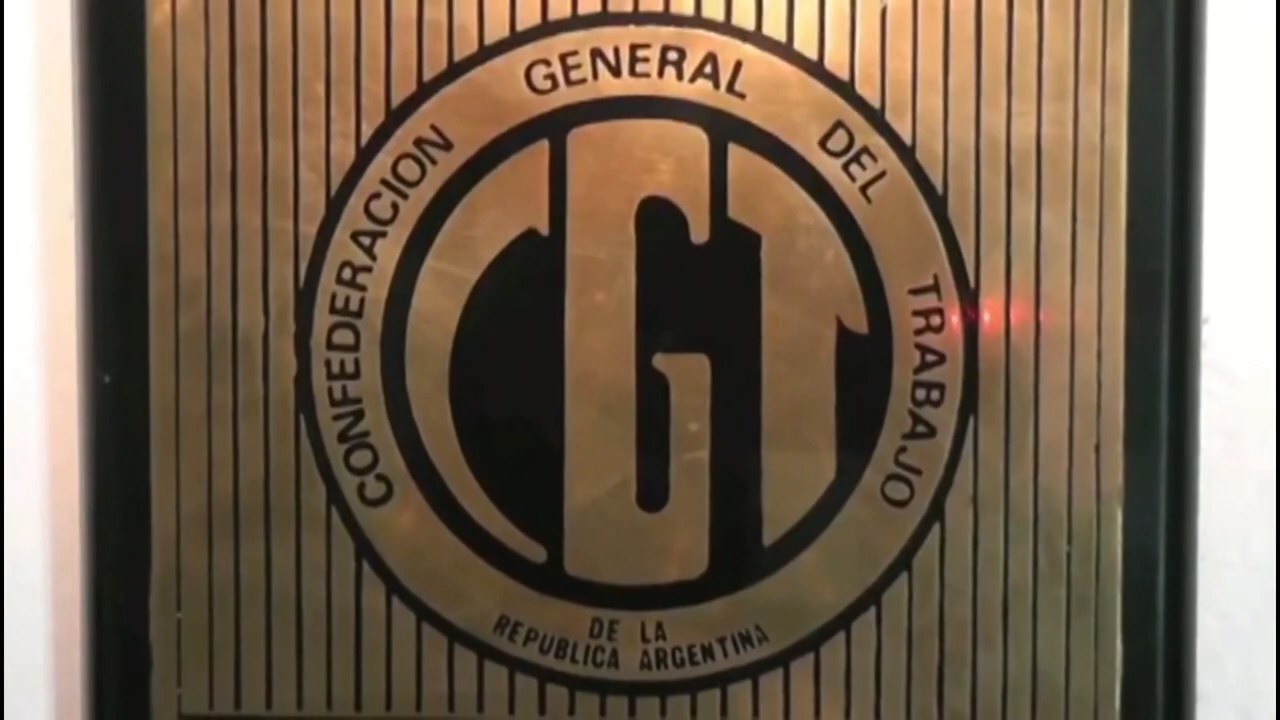 CONFEDERACION GENERAL DEL TRABAJO
CGT
DE LA
REPUBLICA ARGENTINA